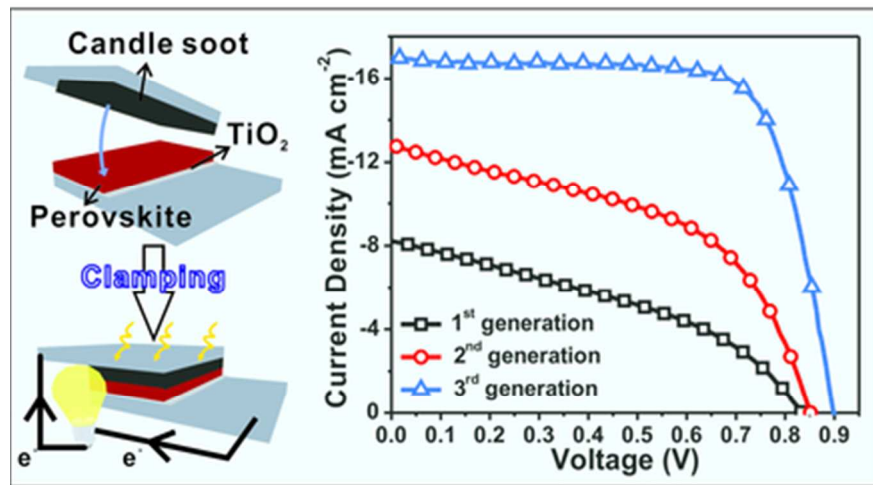 Candle soot
TiO₂
Perovskite
Clamping
e⁻
e⁻
Current Density (mA cm⁻²)
-16
-12
-8
-4
0
1ˢᵗ generation
2ⁿᵈ generation
3ʳᵈ generation
0.0 0.1 0.2 0.3 0.4 0.5 0.6 0.7 0.8 0.9
Voltage (V)